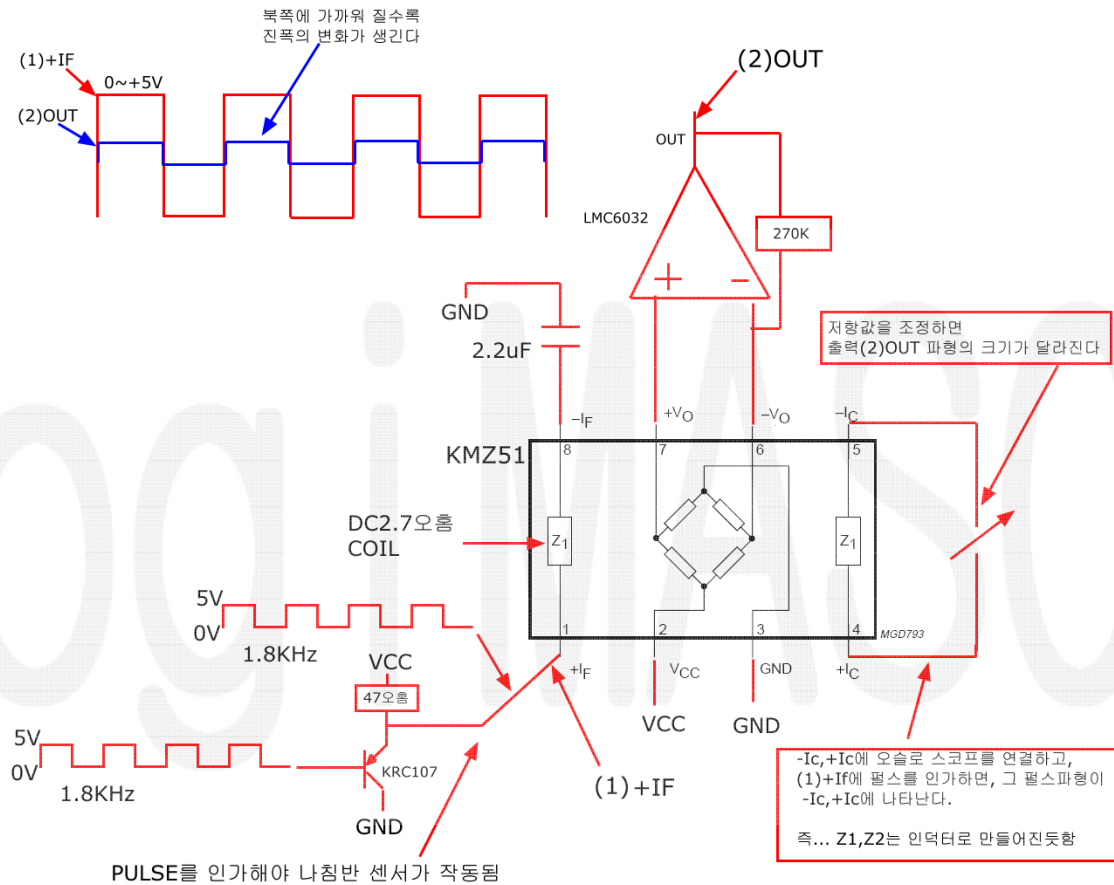 북쪽에 가까워 질수록
진폭의 변화가 생긴다
(1)+IF
0~+5V
(2)OUT
(2)OUT
OUT
LMC6032
270K
+
−
GND
2.2uF
저항값을 조정하면
출력(2)OUT 파형의 크기가 달라진다
–IF
+VO
–VO
–IC
KMZ51
8
7
6
5
DC2.7오홈
COIL
Z1
Z1
5V
0V
1.8KHz
1
2
3
4
MGD793
+IF
VCC
GND
+IC
VCC
47오홈
VCC
GND
5V
0V
1.8KHz
KRC107
GND
(1)+IF
-Ic,+Ic에 오슬로 스코프를 연결하고,
(1)+If에 펄스를 인가하면, 그 펄스파형이
-Ic,+Ic에 나타난다.
즉... Z1,Z2는 인덕터로 만들어진듯함
PULSE를 인가해야 나침반 센서가 작동됨